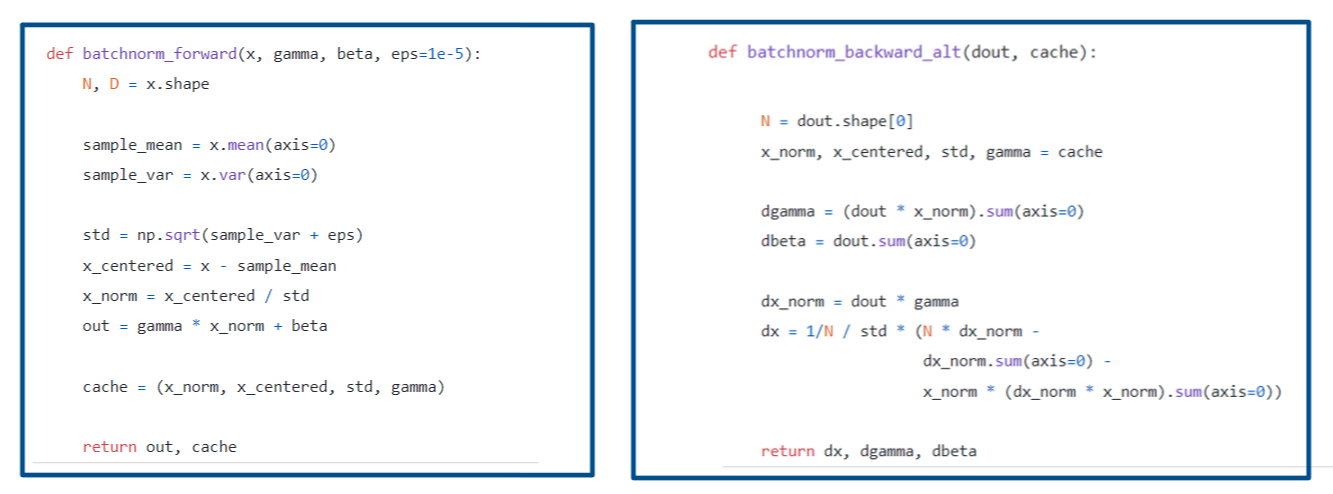 def batchnorm_forward(x, gamma, beta, eps=1e-5):
    N, D = x.shape
    sample_mean = x.mean(axis=0)
    sample_var = x.var(axis=0)
    std = np.sqrt(sample_var + eps)
    x_centered = x - sample_mean
    x_norm = x_centered / std
    out = gamma * x_norm + beta
    cache = (x_norm, x_centered, std, gamma)
    return out, cache
def batchnorm_backward_alt(dout, cache):
    N = dout.shape[0]
    x_norm, x_centered, std, gamma = cache
    dgamma = (dout * x_norm).sum(axis=0)
    dbeta = dout.sum(axis=0)
    dx_norm = dout * gamma
    dx = 1/N / std * (N * dx_norm -
                      dx_norm.sum(axis=0) -
                      x_norm * (dx_norm * x_norm).sum(axis=0))
    return dx, dgamma, dbeta